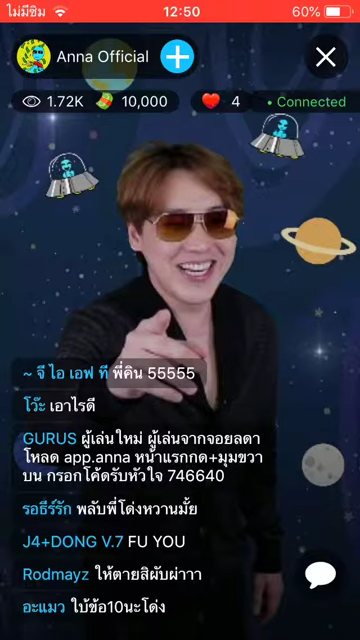 ไม่มีซิม 12:50 60%
Anna Official
1.72K 10,000 4 • Connected
~ จี ไอ เอฟ ที พี่คิน 55555
โว๊ะ เอาไรดี
GURUS ผู้เล่นใหม่ ผู้เล่นจากจอยลดา
โหลด app.anna หน้าแรกกด+มุมขวา
บน กรอกโค้ดรับหัวใจ 746640
รอธีร์รัก พลับพี่โด่งหวานมั้ย
J4+DONG V.7 FU YOU
Rodmayz ให้ตายสิผับผ่าาา
อะแมว ใบ้ข้อ10นะโด่ง